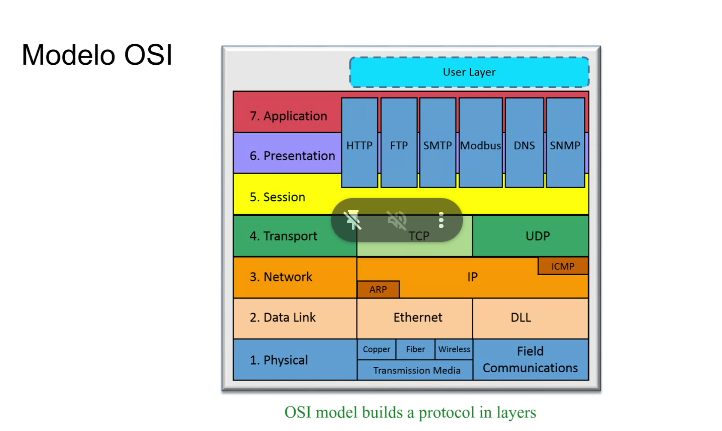 Modelo OSI
User Layer
7. Application
HTTP FTP SMTP Modbus DNS SNMP
6. Presentation
5. Session
4. Transport TCP UDP
ICMP
3. Network IP
ARP
2. Data Link Ethernet DLL
Copper Fiber Wireless
1. Physical Field Communications
Transmission Media
OSI model builds a protocol in layers